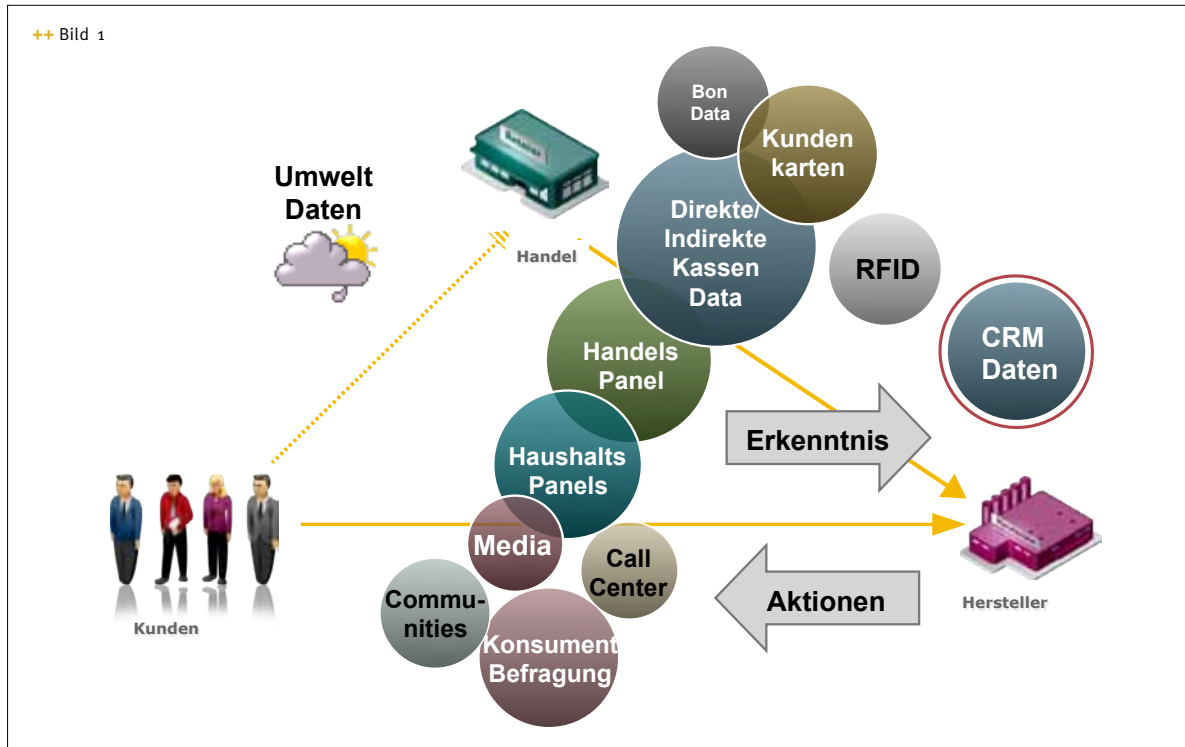 ++ Bild 1
Bon
Data
Kunden
karten
Umwelt
Daten
Direkte/
Indirekte
Kassen
Data
Handel
RFID
CRM
Daten
Handels
Panel
Erkenntnis
Haushalts
Panels
Media
Call
Center
Commu-
nities
Aktionen
Hersteller
Kunden
Konsument
Befragung